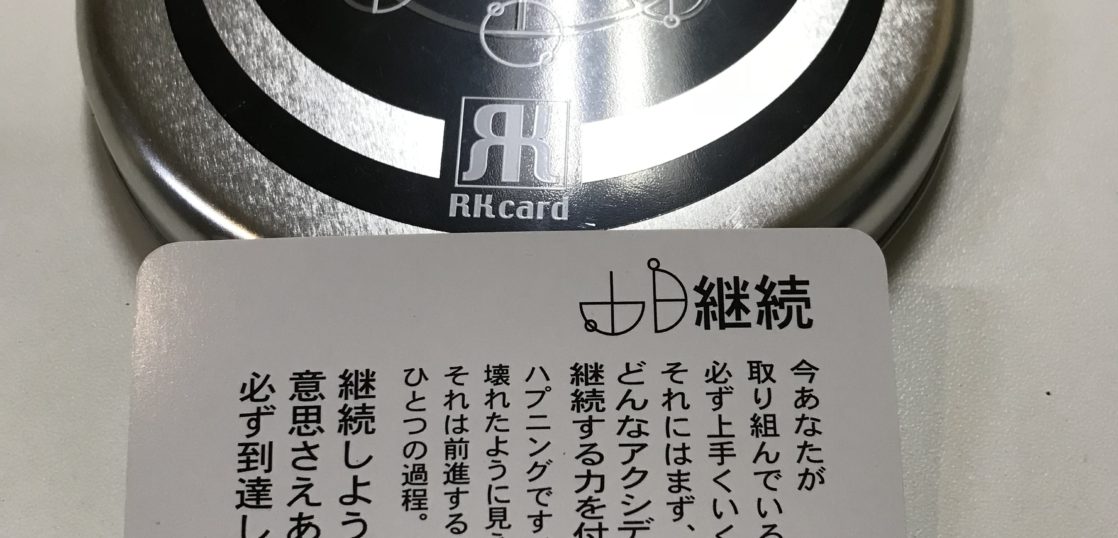 RK
RKcard
継続
今あなたが
取り組んでいる
必ず上手くいく
それにはまず、
どんなアクシデ
継続する力を付
ハプニングです
壊れたように見え
それは前進する
ひとつの過程。
継続しよう
意思さえあ
必ず到達し